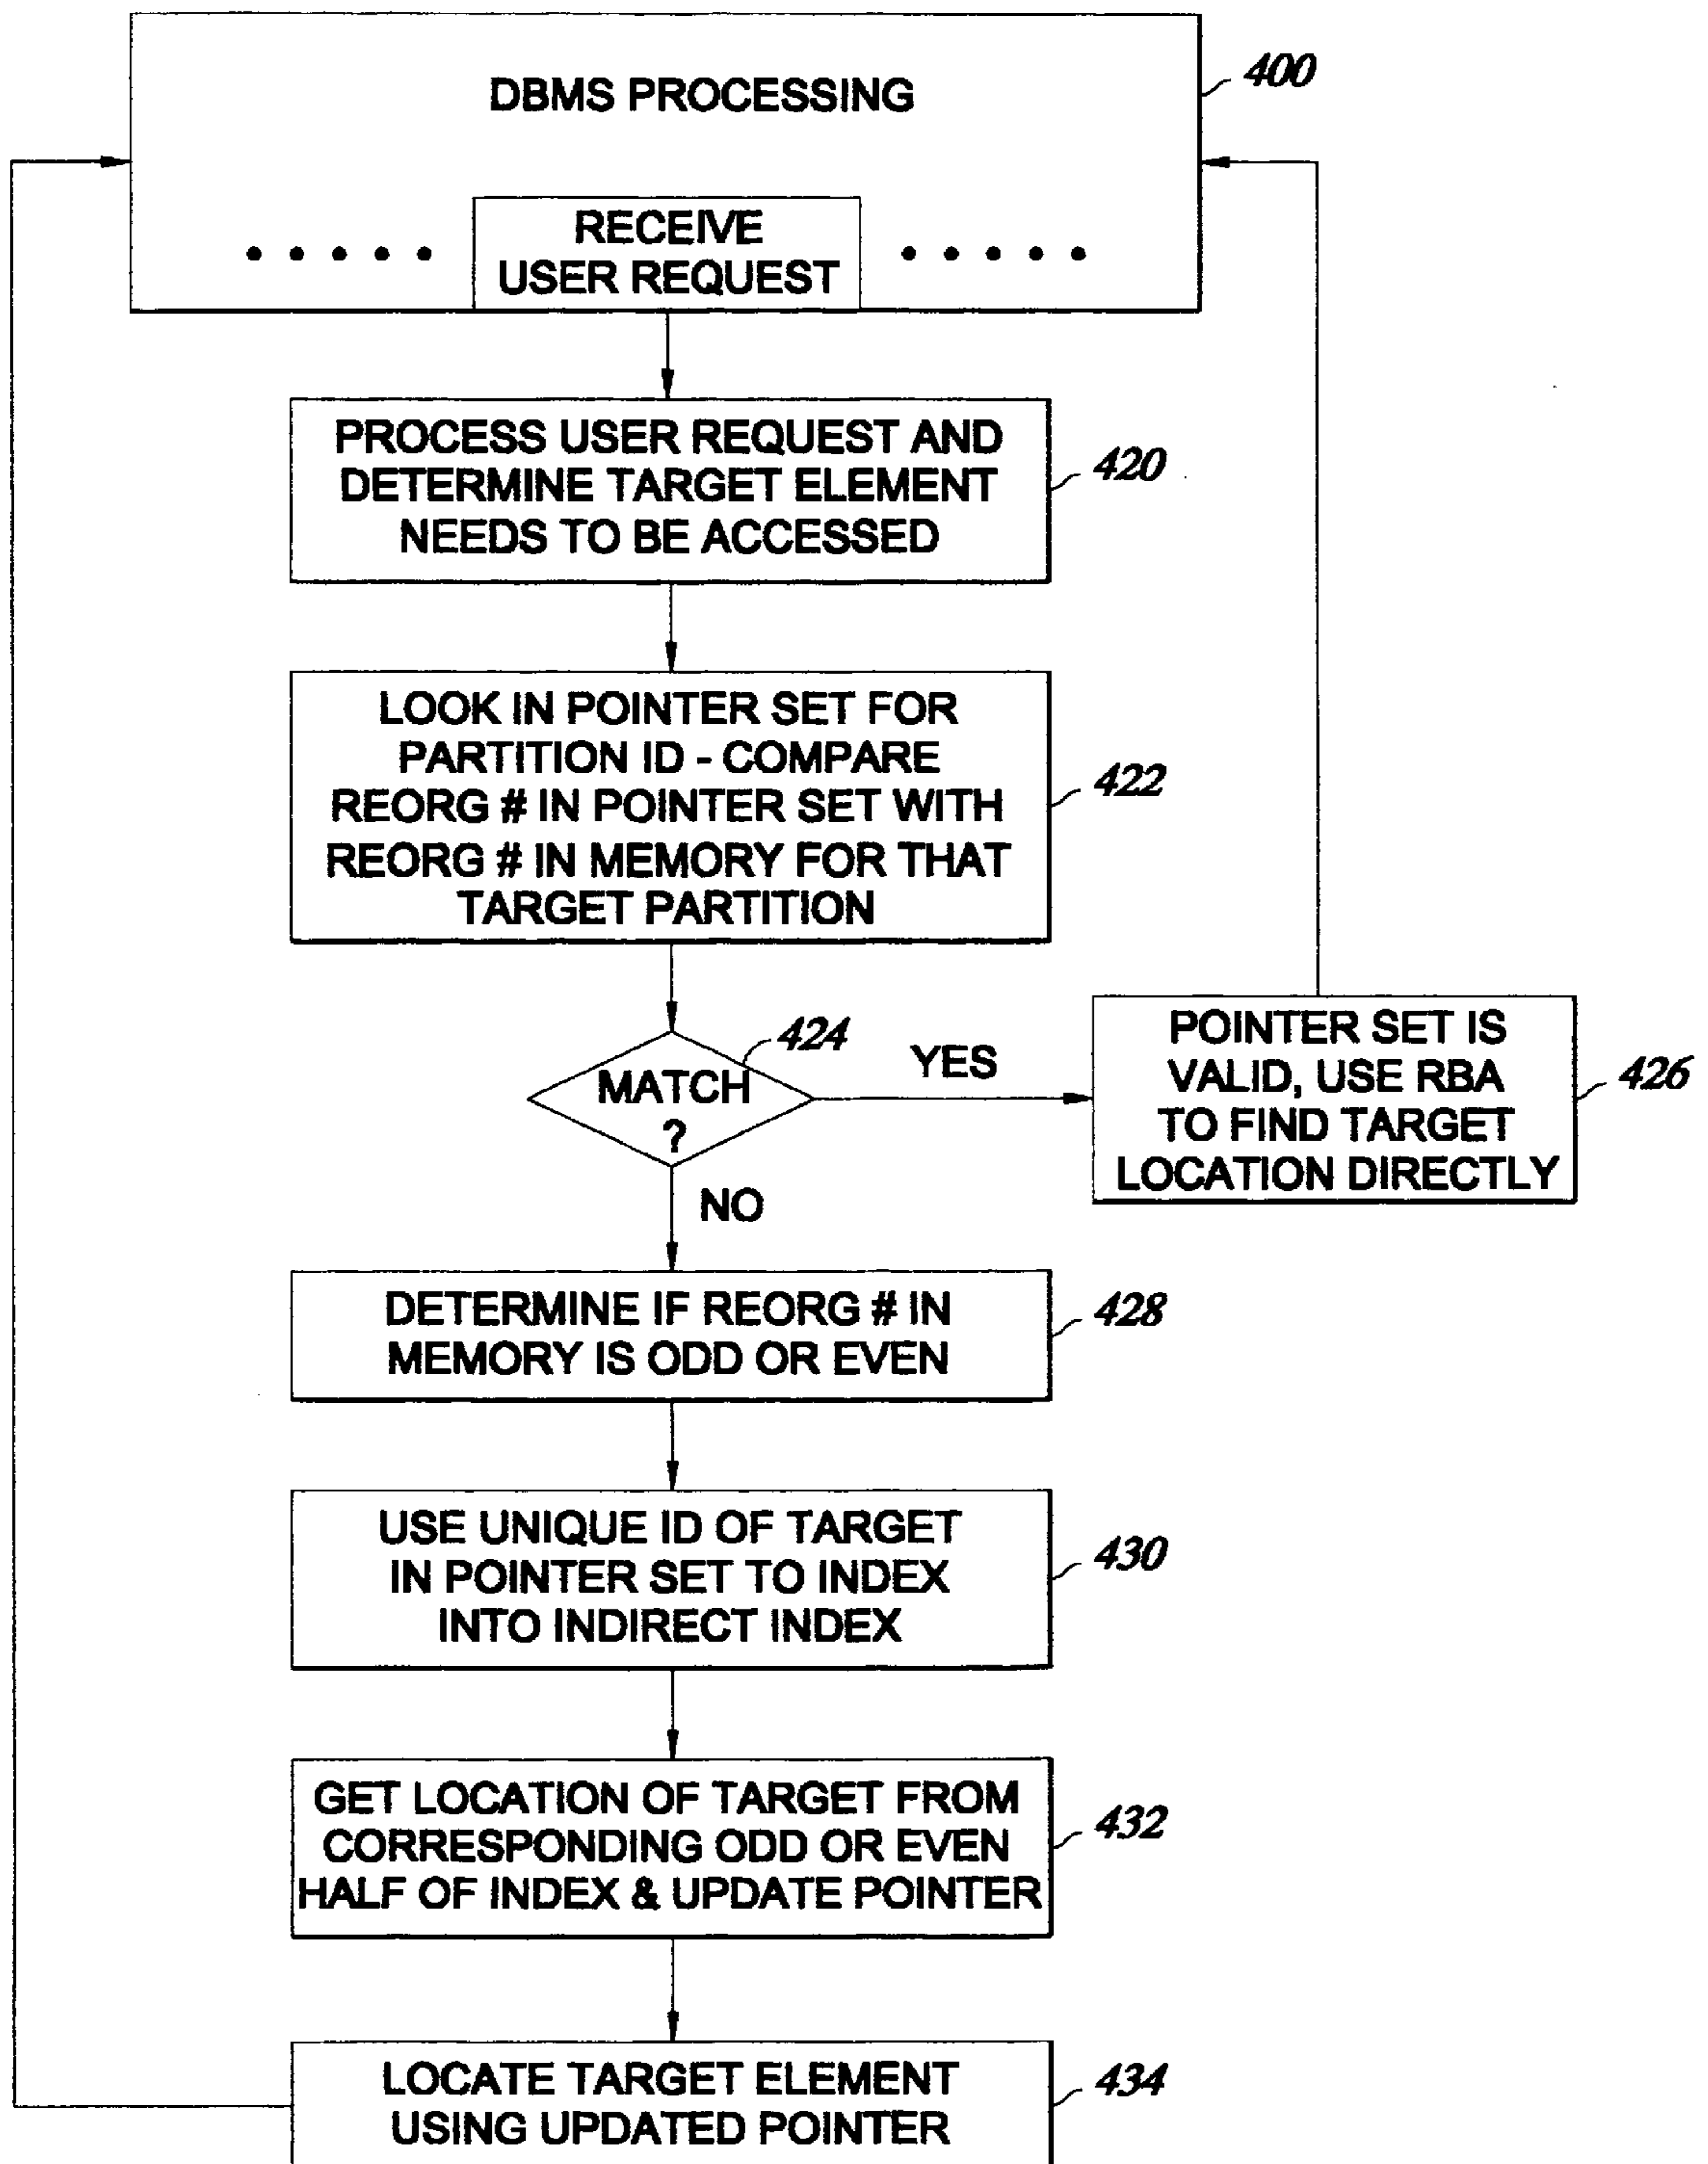 DBMS PROCESSING
400
RECEIVE
USER REQUEST
PROCESS USER REQUEST AND
DETERMINE TARGET ELEMENT
NEEDS TO BE ACCESSED
420
LOOK IN POINTER SET FOR
PARTITION ID - COMPARE
REORG # IN POINTER SET WITH
REORG # IN MEMORY FOR THAT
TARGET PARTITION
422
MATCH
?
424
YES
POINTER SET IS
VALID, USE RBA
TO FIND TARGET
LOCATION DIRECTLY
426
NO
DETERMINE IF REORG # IN
MEMORY IS ODD OR EVEN
428
USE UNIQUE ID OF TARGET
IN POINTER SET TO INDEX
INTO INDIRECT INDEX
430
GET LOCATION OF TARGET FROM
CORRESPONDING ODD OR EVEN
HALF OF INDEX & UPDATE POINTER
432
LOCATE TARGET ELEMENT
USING UPDATED POINTER
434